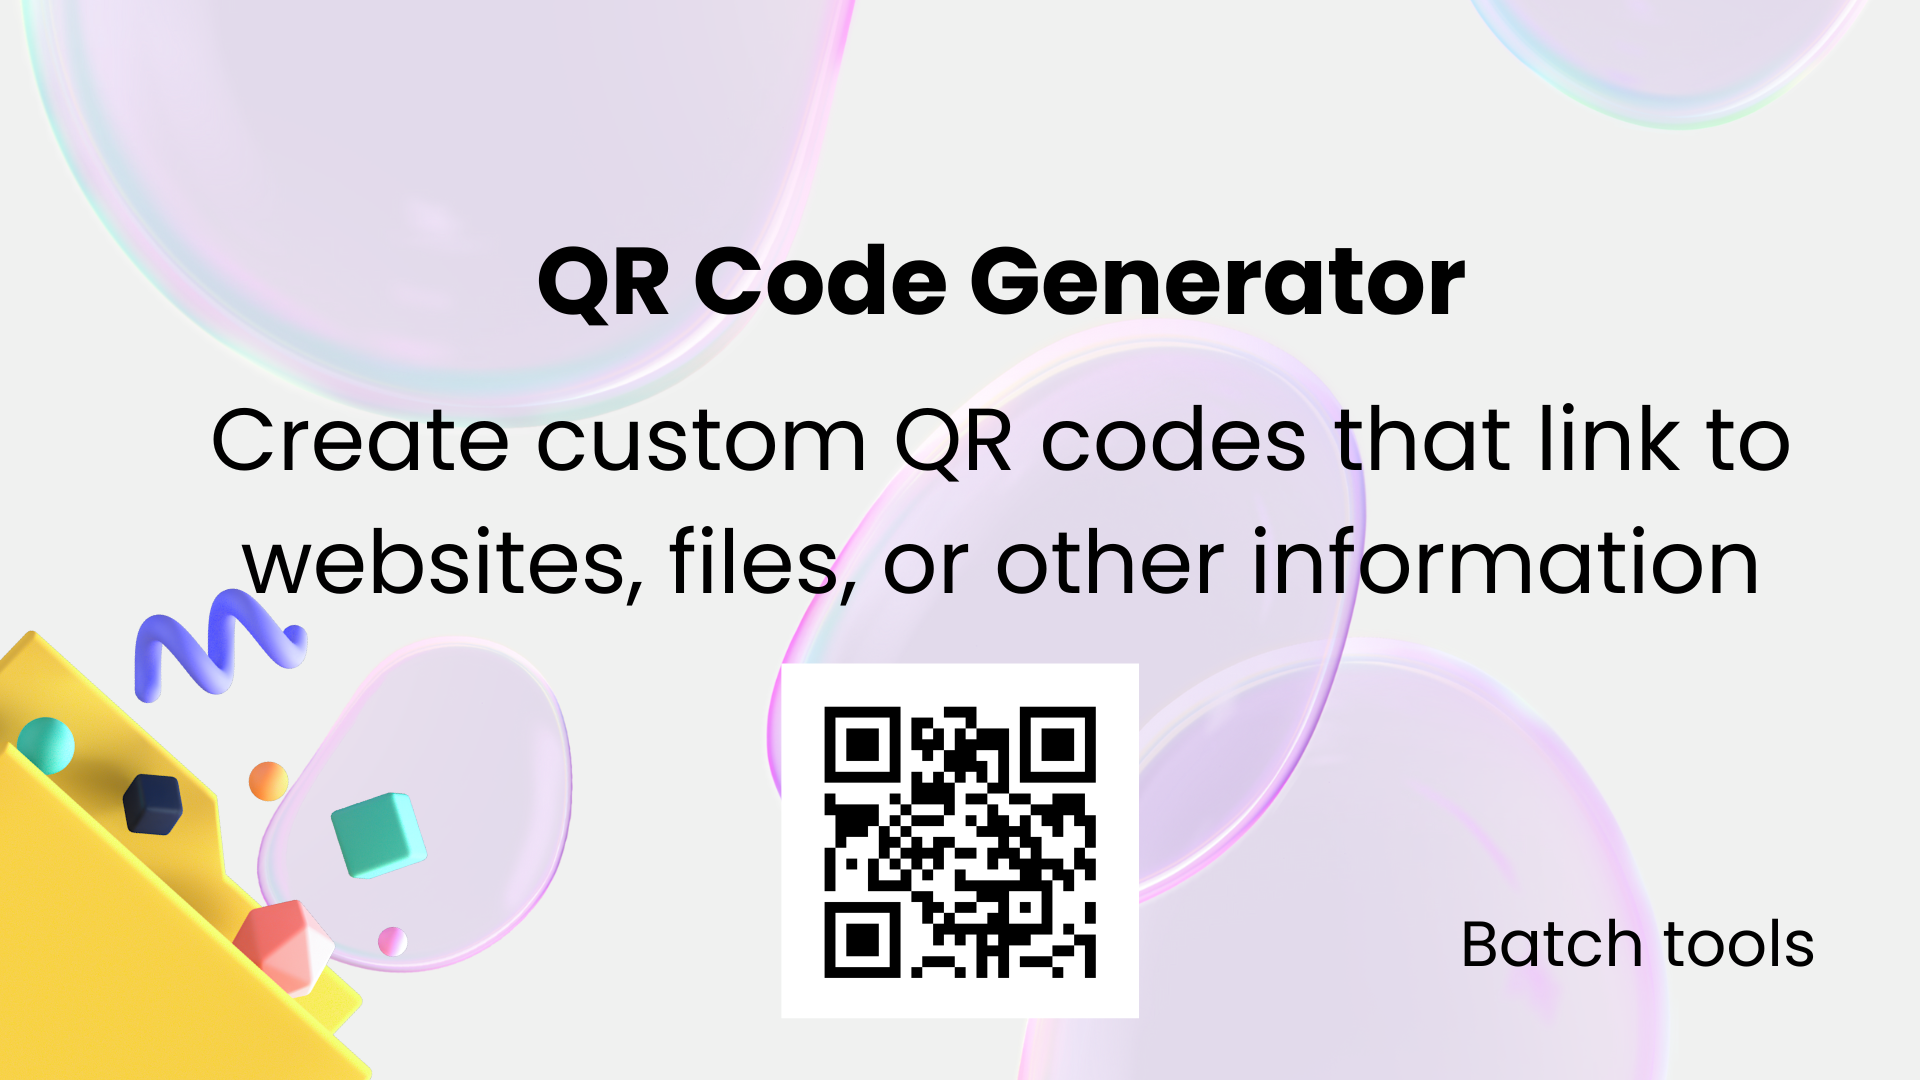 QR Code Generator
Create custom QR codes that link to
websites, files, or other information
Batch tools